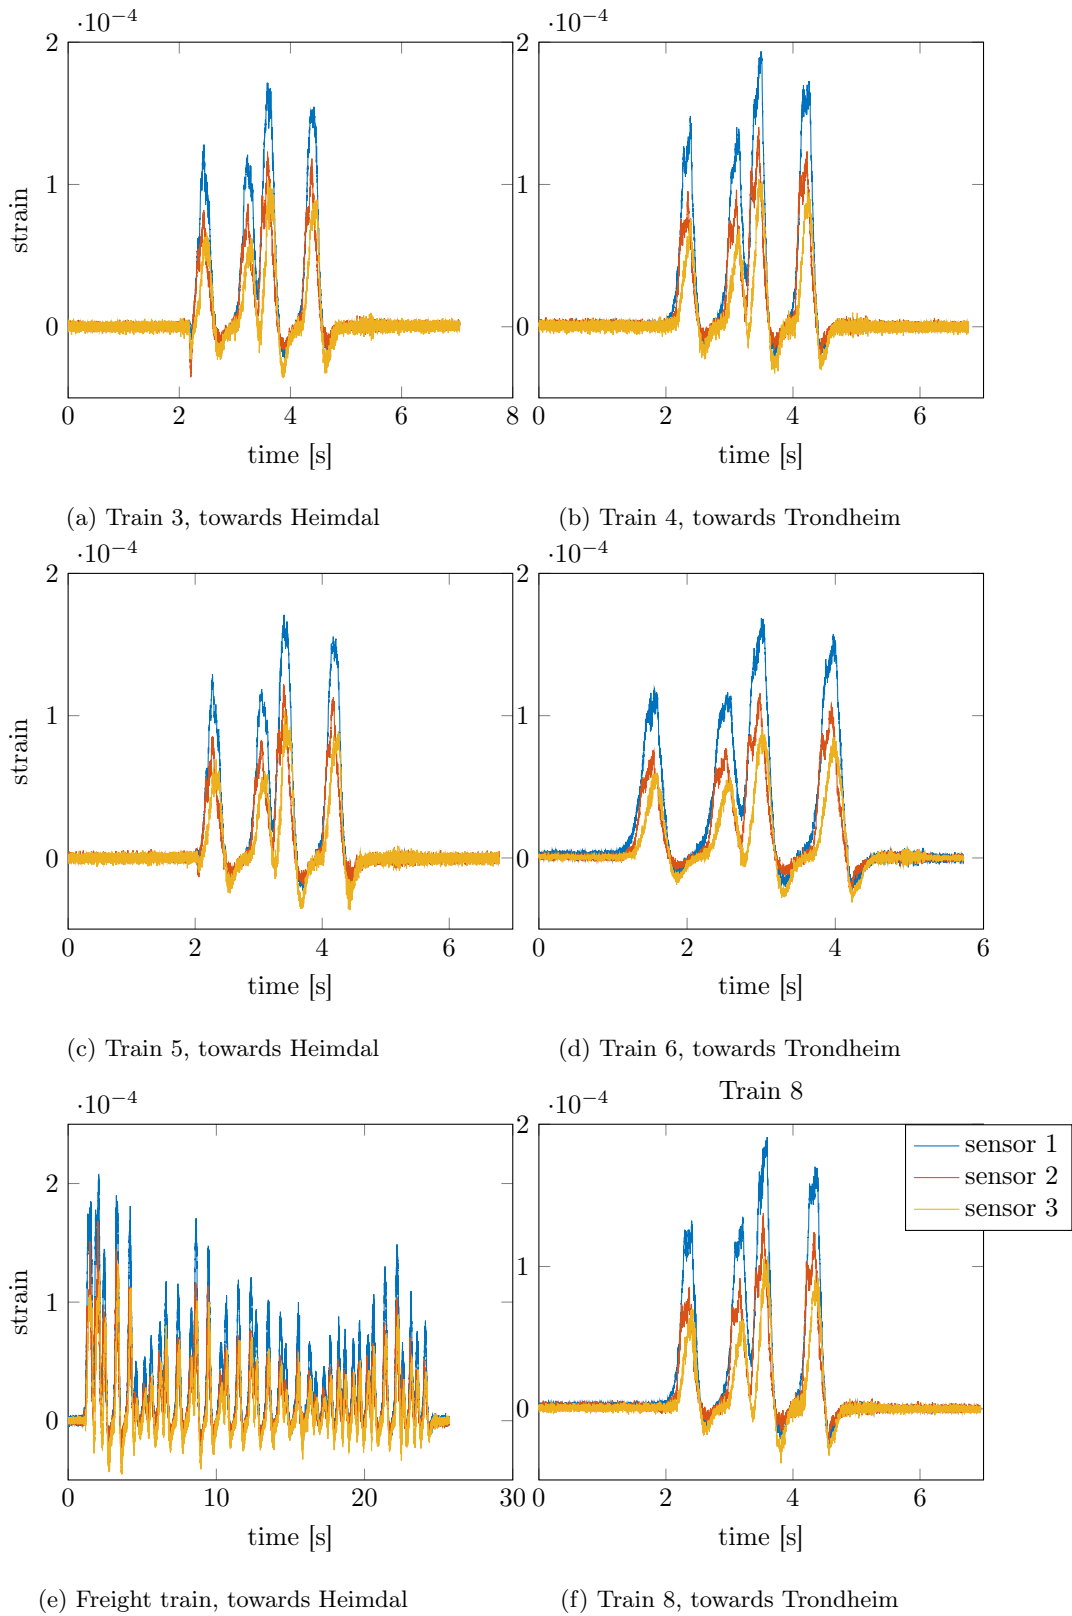 ·10−4
2
1
0
strain
0 2 4 6 8
time [s]
(a) Train 3, towards Heimdal
·10−4
2
1
0
0 2 4 6
time [s]
(b) Train 4, towards Trondheim
·10−4
2
1
0
strain
0 2 4 6
time [s]
(c) Train 5, towards Heimdal
·10−4
2
1
0
0 2 4 6
time [s]
(d) Train 6, towards Trondheim
·10−4
2
1
0
strain
0 10 20 30
time [s]
(e) Freight train, towards Heimdal
Train 8
·10−4
2
1
0
sensor 1
sensor 2
sensor 3
0 2 4 6
time [s]
(f) Train 8, towards Trondheim